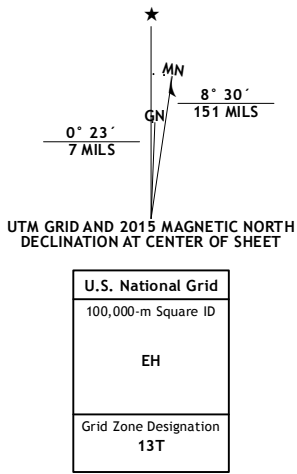 MN
8° 30´
151 MILS
GN
0° 23´
7 MILS
UTM GRID AND 2015 MAGNETIC NORTH
DECLINATION AT CENTER OF SHEET
U.S. National Grid
100,000-m Square ID
EH
Grid Zone Designation
13T